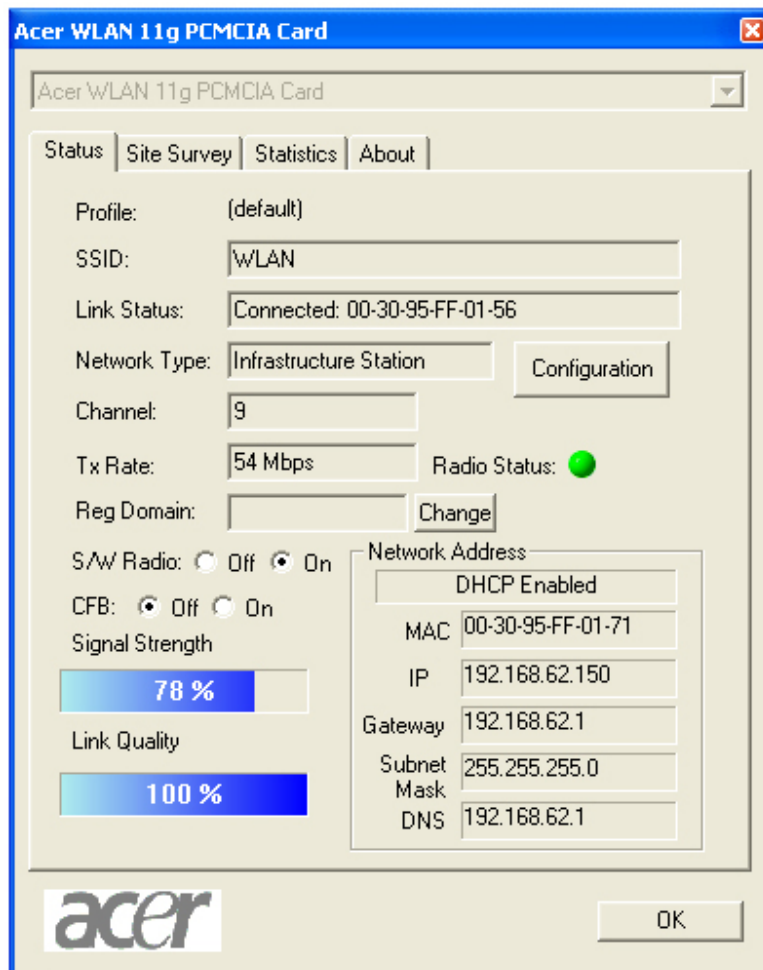 Acer WLAN 11g PCMCIA Card
Acer WLAN 11g PCMCIA Card
Status Site Survey Statistics About
Profile: (default)
SSID: WLAN
Link Status: Connected: 00-30-95-FF-01-56
Network Type: Infrastructure Station Configuration
Channel: 9
Tx Rate: 54 Mbps Radio Status:
Reg Domain: Change
S/W Radio: Off On
CFB: Off On
Signal Strength
78 %
Link Quality
100 %
Network Address
DHCP Enabled
MAC 00-30-95-FF-01-71
IP 192.168.62.150
Gateway 192.168.62.1
Subnet Mask 255.255.255.0
DNS 192.168.62.1
acer
OK